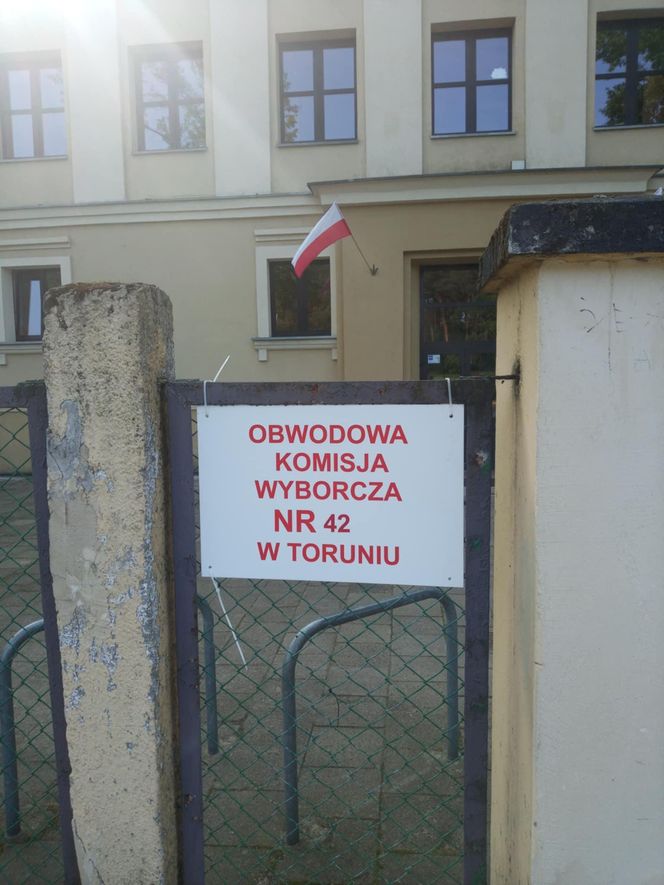 OBWODOWA
KOMISJA
WYBORCZA
NR 42
W TORUNIU